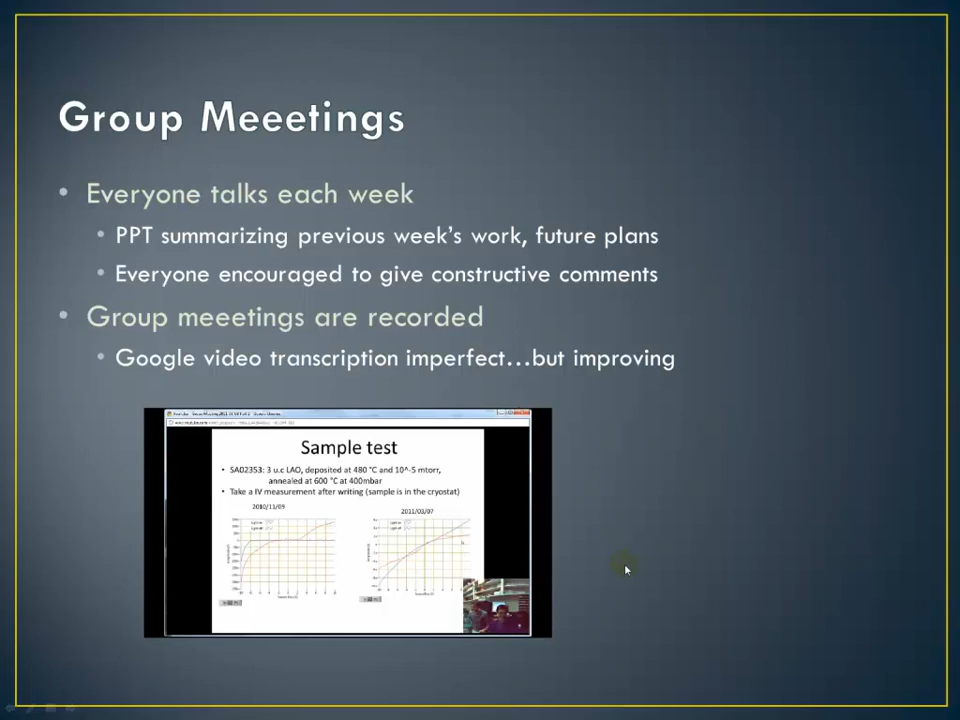 Group Meeetings
• Everyone talks each week
• PPT summarizing previous week's work, future plans
• Everyone encouraged to give constructive comments
• Group meeetings are recorded
• Google video transcription imperfect...but improving
Sample test
• SA02353: 3 u.c LAO, deposited at 480 °C and 10^-5 mtorr,
annealed at 600 °C at 400mbar
• Take a IV measurement after writing (sample is in the cryostat)
2010/11/09
2011/03/07